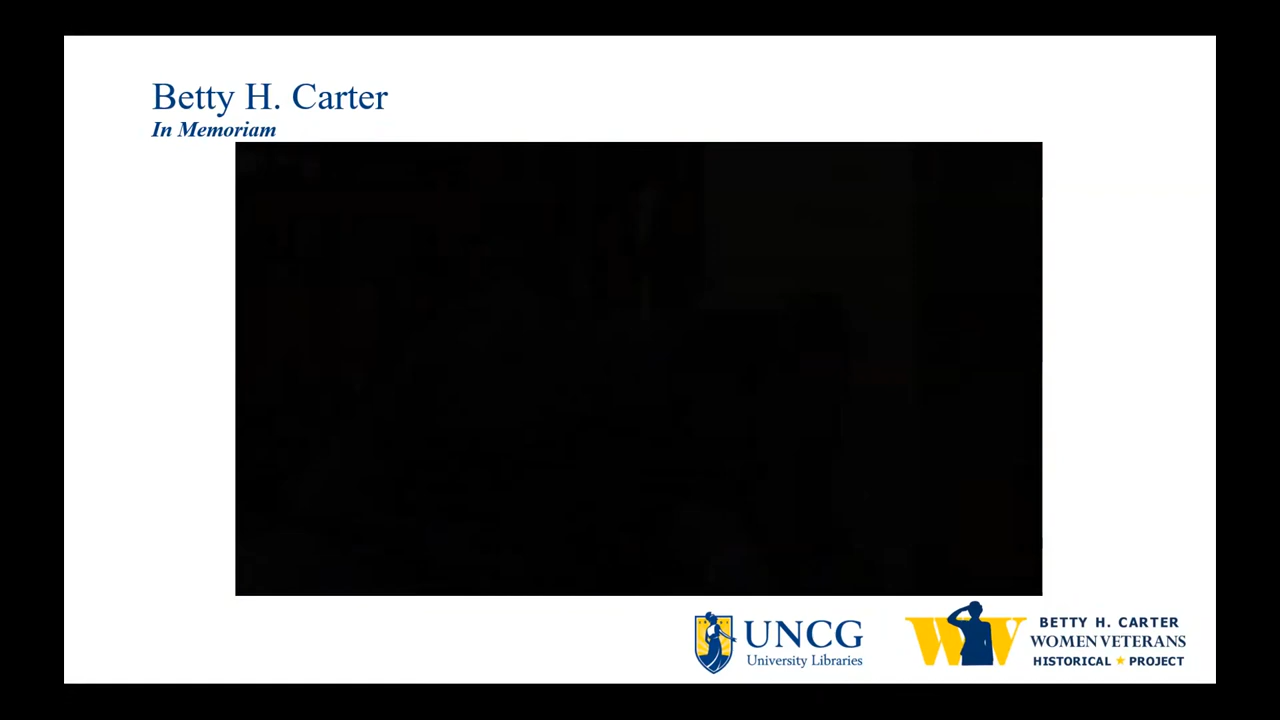 Betty H. Carter
In Memoriam
UNCG
University Libraries
BETTY H. CARTER
WOMEN VETERANS
HISTORICAL ★ PROJECT